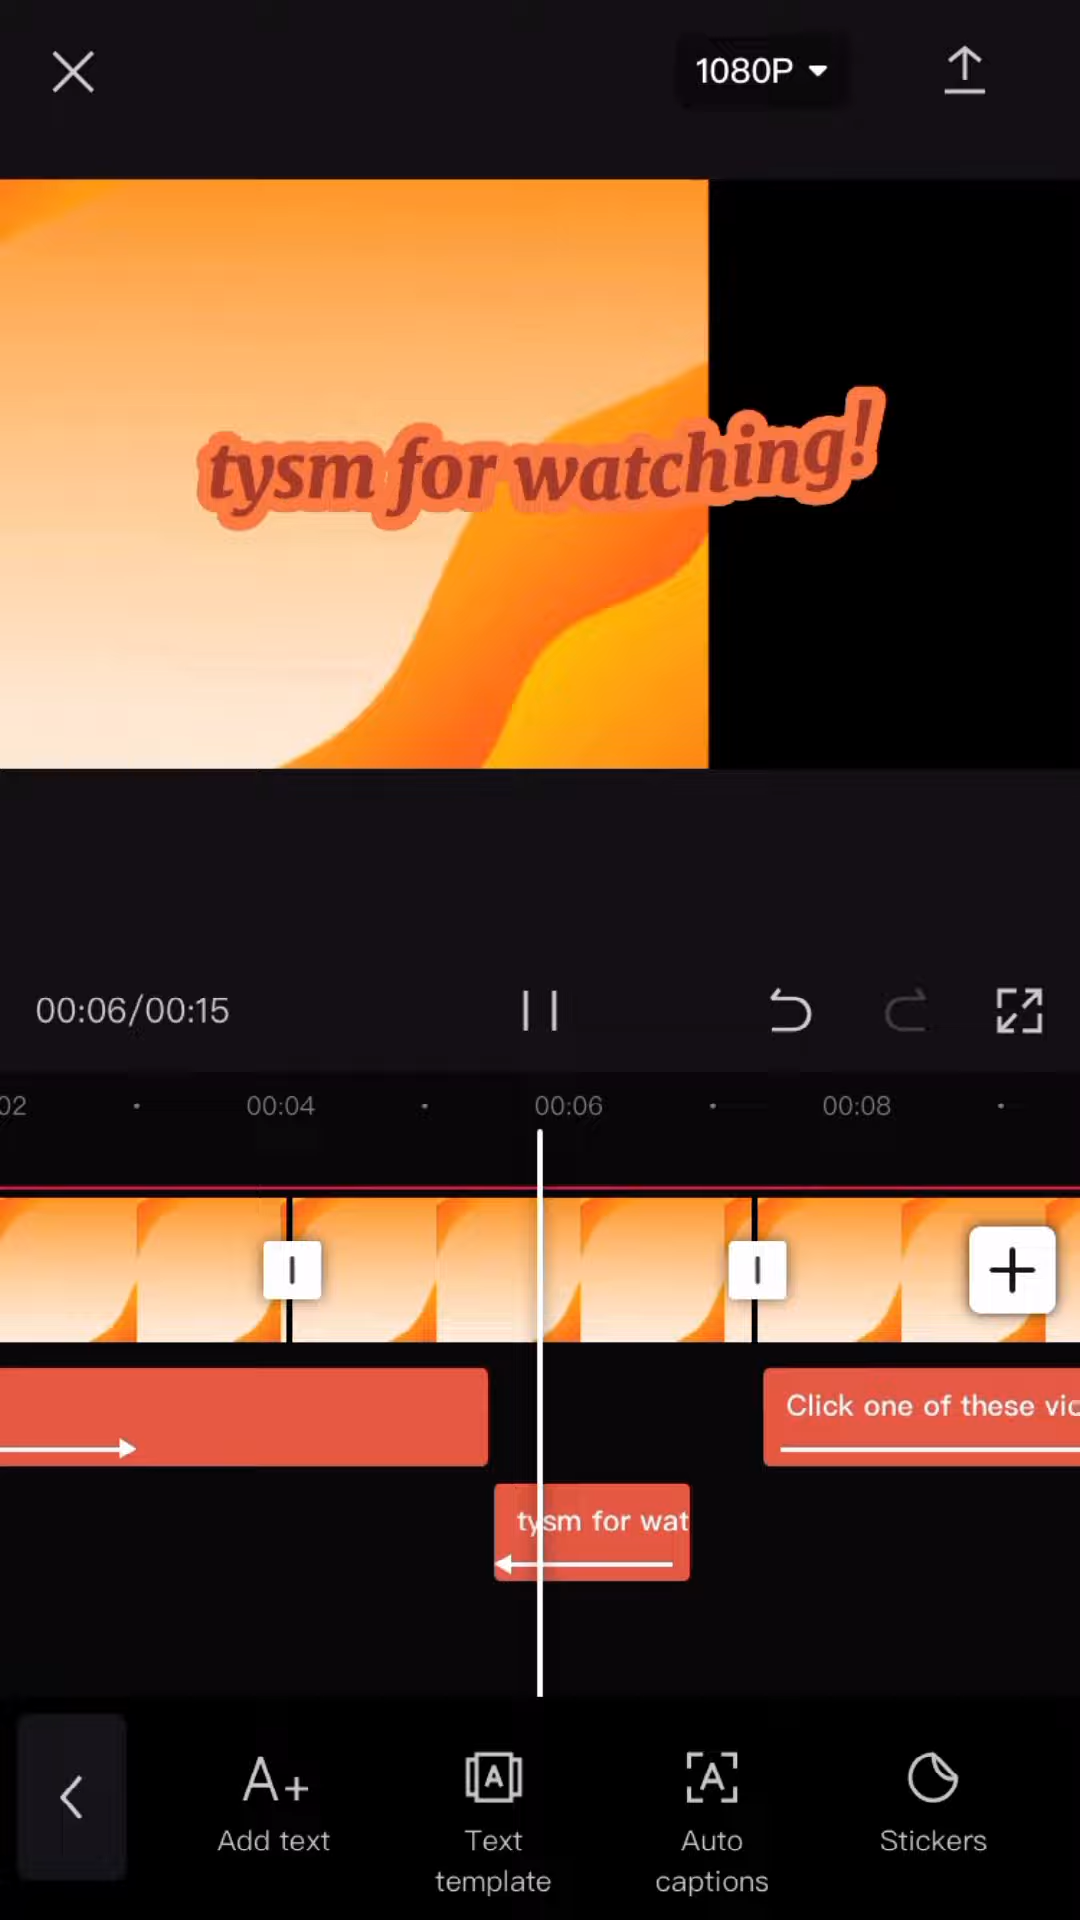 1080P
tysm for watching!
00:06/00:15
02 00:04 00:06 00:08
Click one of these vic
tysm for wat
A+
Add text
A
Text
template
A
Auto
captions
Stickers